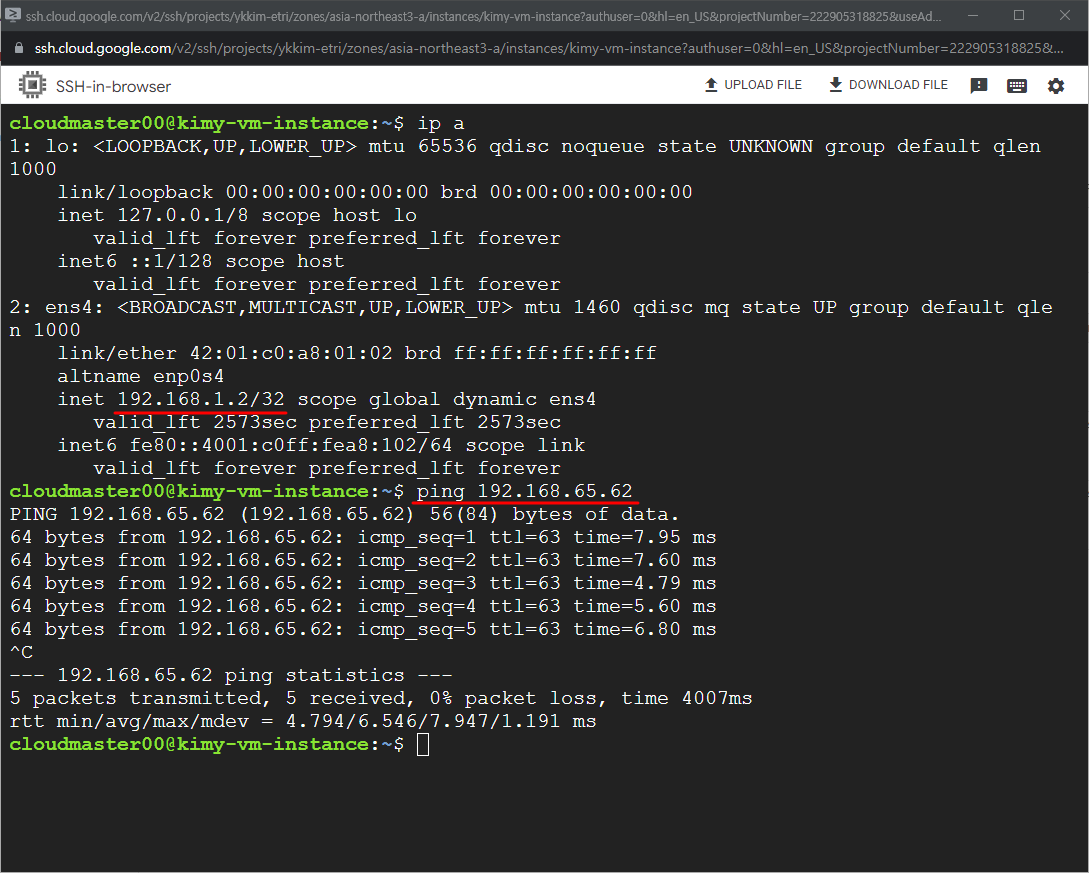 ssh.cloud.google.com/v2/ssh/projects/ykkim-etri/zones/asia-northeast3-a/instances/kimy-vm-instance?authuser=0&hl=en_US&projectNumber=222905318825&useAd...
ssh.cloud.google.com/v2/ssh/projects/ykkim-etri/zones/asia-northeast3-a/instances/kimy-vm-instance?authuser=0&hl=en_US&projectNumber=222905318825&...
SSH-in-browser UPLOAD FILE DOWNLOAD FILE
cloudmaster00@kimy-vm-instance:~$ ip a
1: lo: <LOOPBACK,UP,LOWER_UP> mtu 65536 qdisc noqueue state UNKNOWN group default qlen
1000
    link/loopback 00:00:00:00:00:00 brd 00:00:00:00:00:00
    inet 127.0.0.1/8 scope host lo
       valid_lft forever preferred_lft forever
    inet6 ::1/128 scope host
       valid_lft forever preferred_lft forever
2: ens4: <BROADCAST,MULTICAST,UP,LOWER_UP> mtu 1460 qdisc mq state UP group default qle
n 1000
    link/ether 42:01:c0:a8:01:02 brd ff:ff:ff:ff:ff:ff
    altname enp0s4
    inet 192.168.1.2/32 scope global dynamic ens4
       valid_lft 2573sec preferred_lft 2573sec
    inet6 fe80::4001:c0ff:fea8:102/64 scope link
       valid_lft forever preferred_lft forever
cloudmaster00@kimy-vm-instance:~$ ping 192.168.65.62
PING 192.168.65.62 (192.168.65.62) 56(84) bytes of data.
64 bytes from 192.168.65.62: icmp_seq=1 ttl=63 time=7.95 ms
64 bytes from 192.168.65.62: icmp_seq=2 ttl=63 time=7.60 ms
64 bytes from 192.168.65.62: icmp_seq=3 ttl=63 time=4.79 ms
64 bytes from 192.168.65.62: icmp_seq=4 ttl=63 time=5.60 ms
64 bytes from 192.168.65.62: icmp_seq=5 ttl=63 time=6.80 ms
^C
--- 192.168.65.62 ping statistics ---
5 packets transmitted, 5 received, 0% packet loss, time 4007ms
rtt min/avg/max/mdev = 4.794/6.546/7.947/1.191 ms
cloudmaster00@kimy-vm-instance:~$